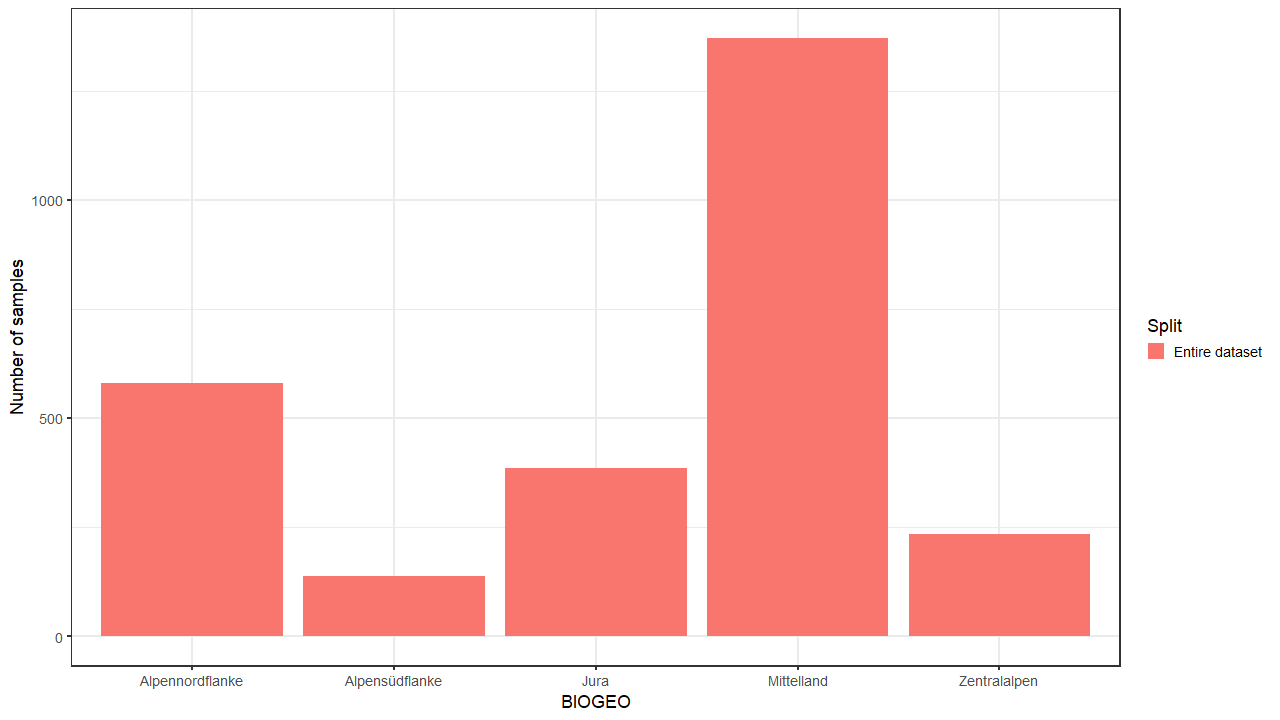 Number of samples
1000
500
0
Alpennordflanke
Alpensüdflanke
Jura
Mittelland
Zentralalpen
BIOGEO
Split
Entire dataset